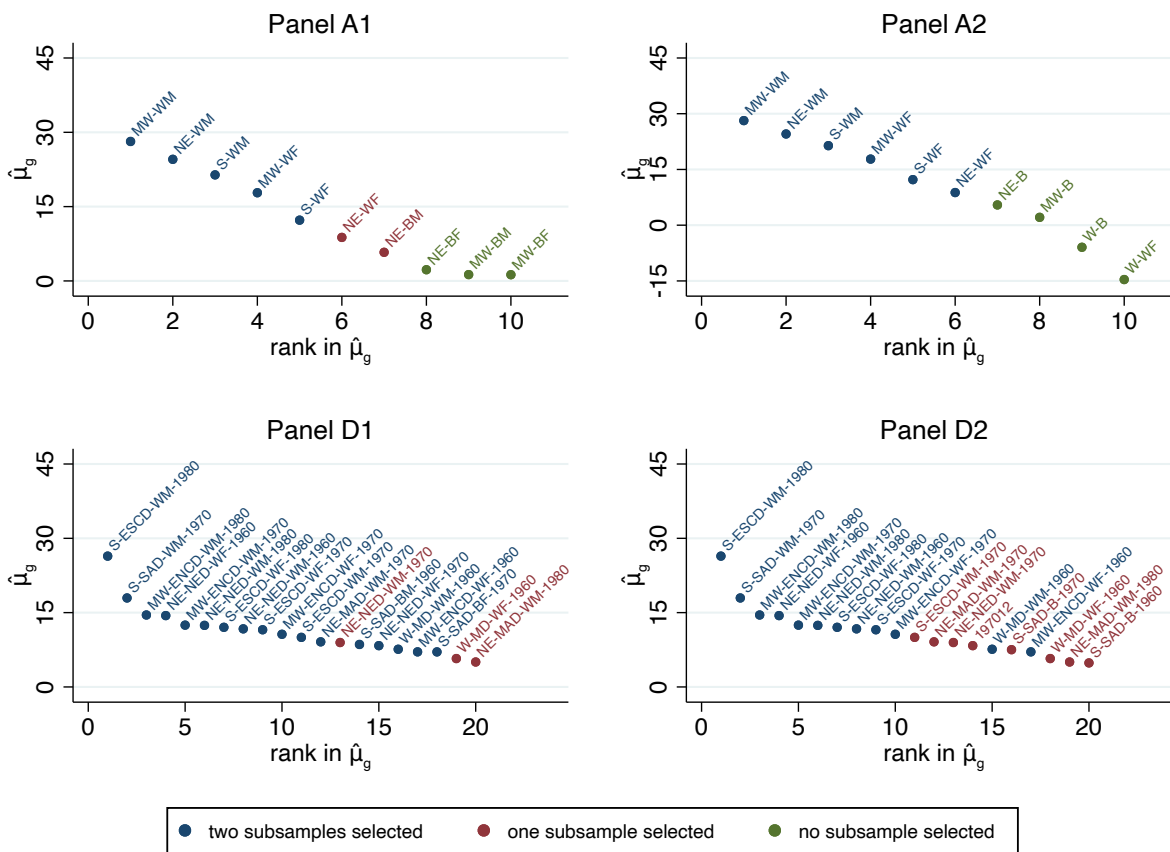 Panel A1
45
30
15
0
μ̂g
MW-WM
NE-WM
S-WM
MW-WF
S-WF
NE-WF
NE-BM
NE-BF
MW-BM
MW-BF
0 2 4 6 8 10
rank in μ̂g
Panel A2
45
30
15
0
-15
μ̂g
MW-WM
NE-WM
S-WM
MW-WF
S-WF
NE-WF
NE-B
MW-B
W-B
W-WF
0 2 4 6 8 10
rank in μ̂g
Panel D1
45
30
15
0
μ̂g
S-ESCD-WM-1980
S-SAD-WM-1970
MW-ENCD-WM-1980
NE-NED-WF-1960
MW-ENCD-WM-1970
NE-NED-WM-1980
S-ESCD-WF-1980
NE-NED-WM-1960
S-ESCD-WF-1970
MW-ENCD-WF-1970
S-ESCD-WM-1970
NE-MAD-WM-1970
NE-NED-WM-1970
S-SAD-BM-1960
NE-NED-WF-1970
W-MD-WM-1960
MW-ENCD-WF-1960
S-SAD-BF-1970
W-MD-WF-1960
NE-MAD-WM-1980
0 5 10 15 20
rank in μ̂g
Panel D2
45
30
15
0
μ̂g
S-ESCD-WM-1980
S-SAD-WM-1970
MW-ENCD-WM-1980
NE-NED-WF-1960
MW-ENCD-WM-1970
NE-NED-WM-1980
S-ESCD-WF-1980
NE-NED-WM-1960
S-ESCD-WF-1970
MW-ENCD-WF-1970
S-ESCD-WM-1970
NE-MAD-WM-1970
NE-NED-WM-1970
197012
W-MD-WM-1960
S-SAD-B-1970
MW-ENCD-WF-1960
W-MD-WF-1960
NE-MAD-WM-1980
S-SAD-B-1960
0 5 10 15 20
rank in μ̂g
two subsamples selected
one subsample selected
no subsample selected